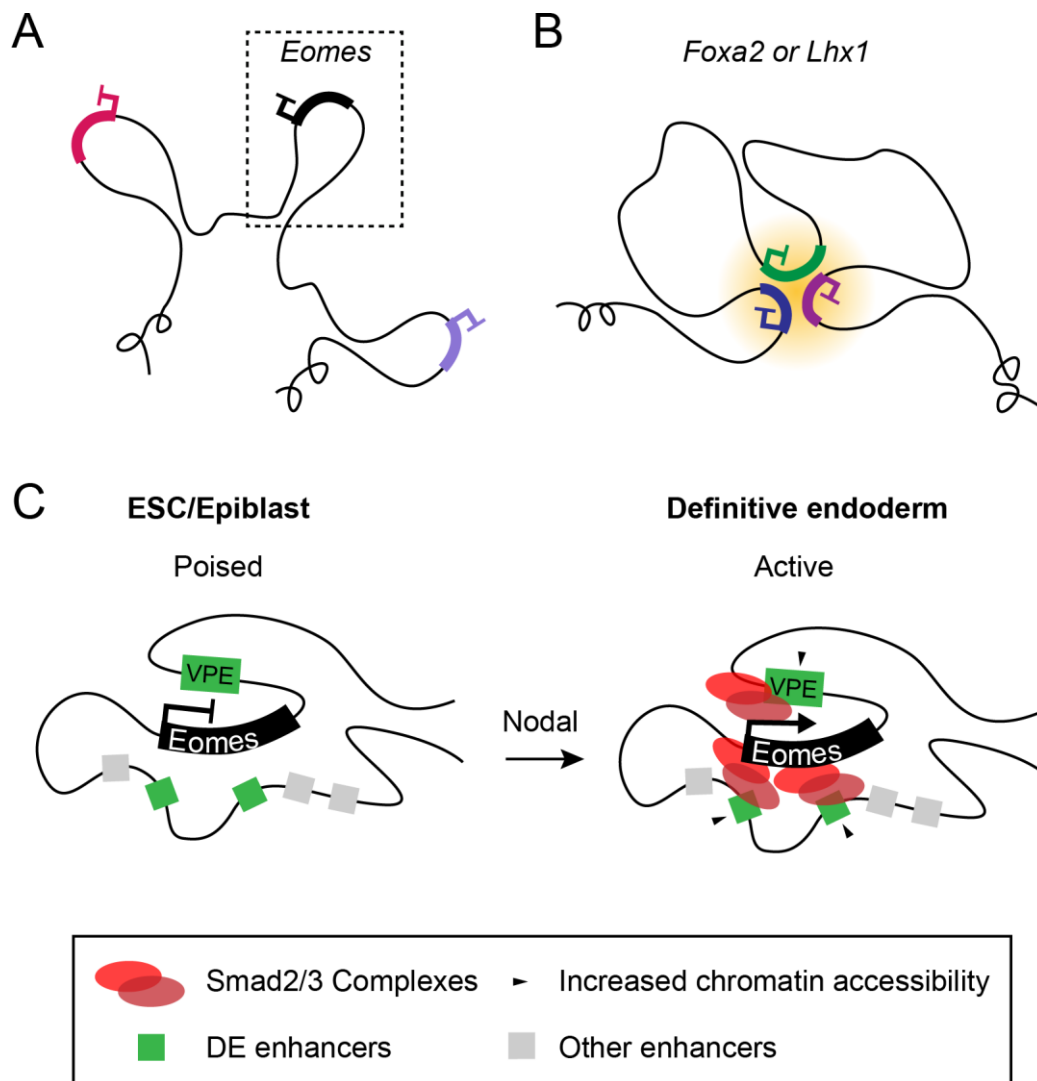 A
Eomes
B
Foxa2 or Lhx1
C
ESC/Epiblast
Definitive endoderm
Poised
Active
VPE
Eomes
Nodal
VPE
Eomes
Smad2/3 Complexes
Increased chromatin accessibility
DE enhancers
Other enhancers